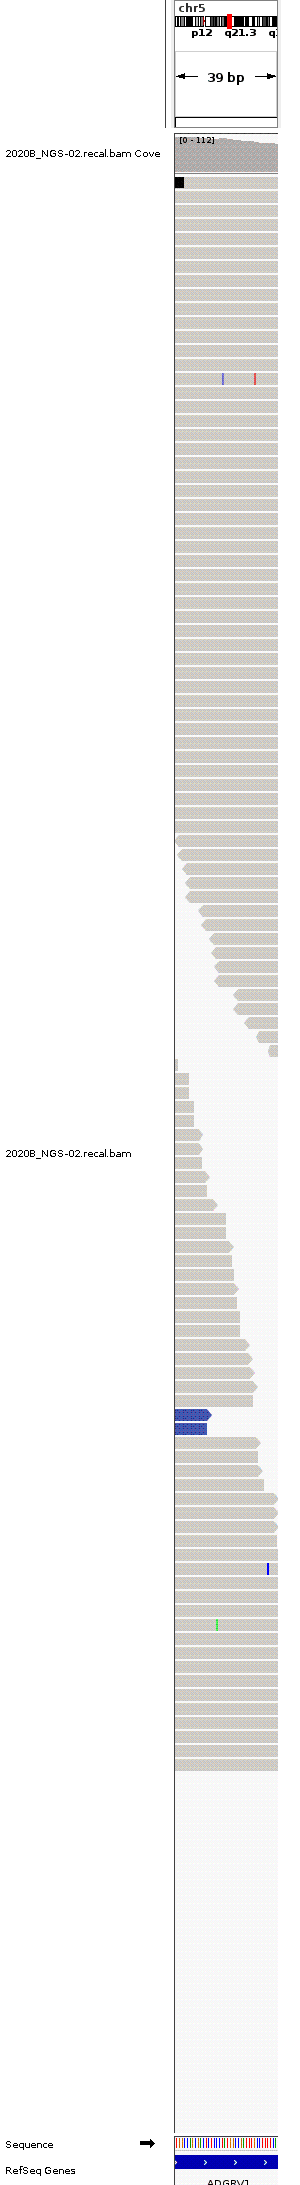 chr5
p12 q21.3 q
39 bp
[0 - 112]
2020B_NGS-02.recal.bam Cove
2020B_NGS-02.recal.bam
Sequence
RefSeq Genes
ADGRV1